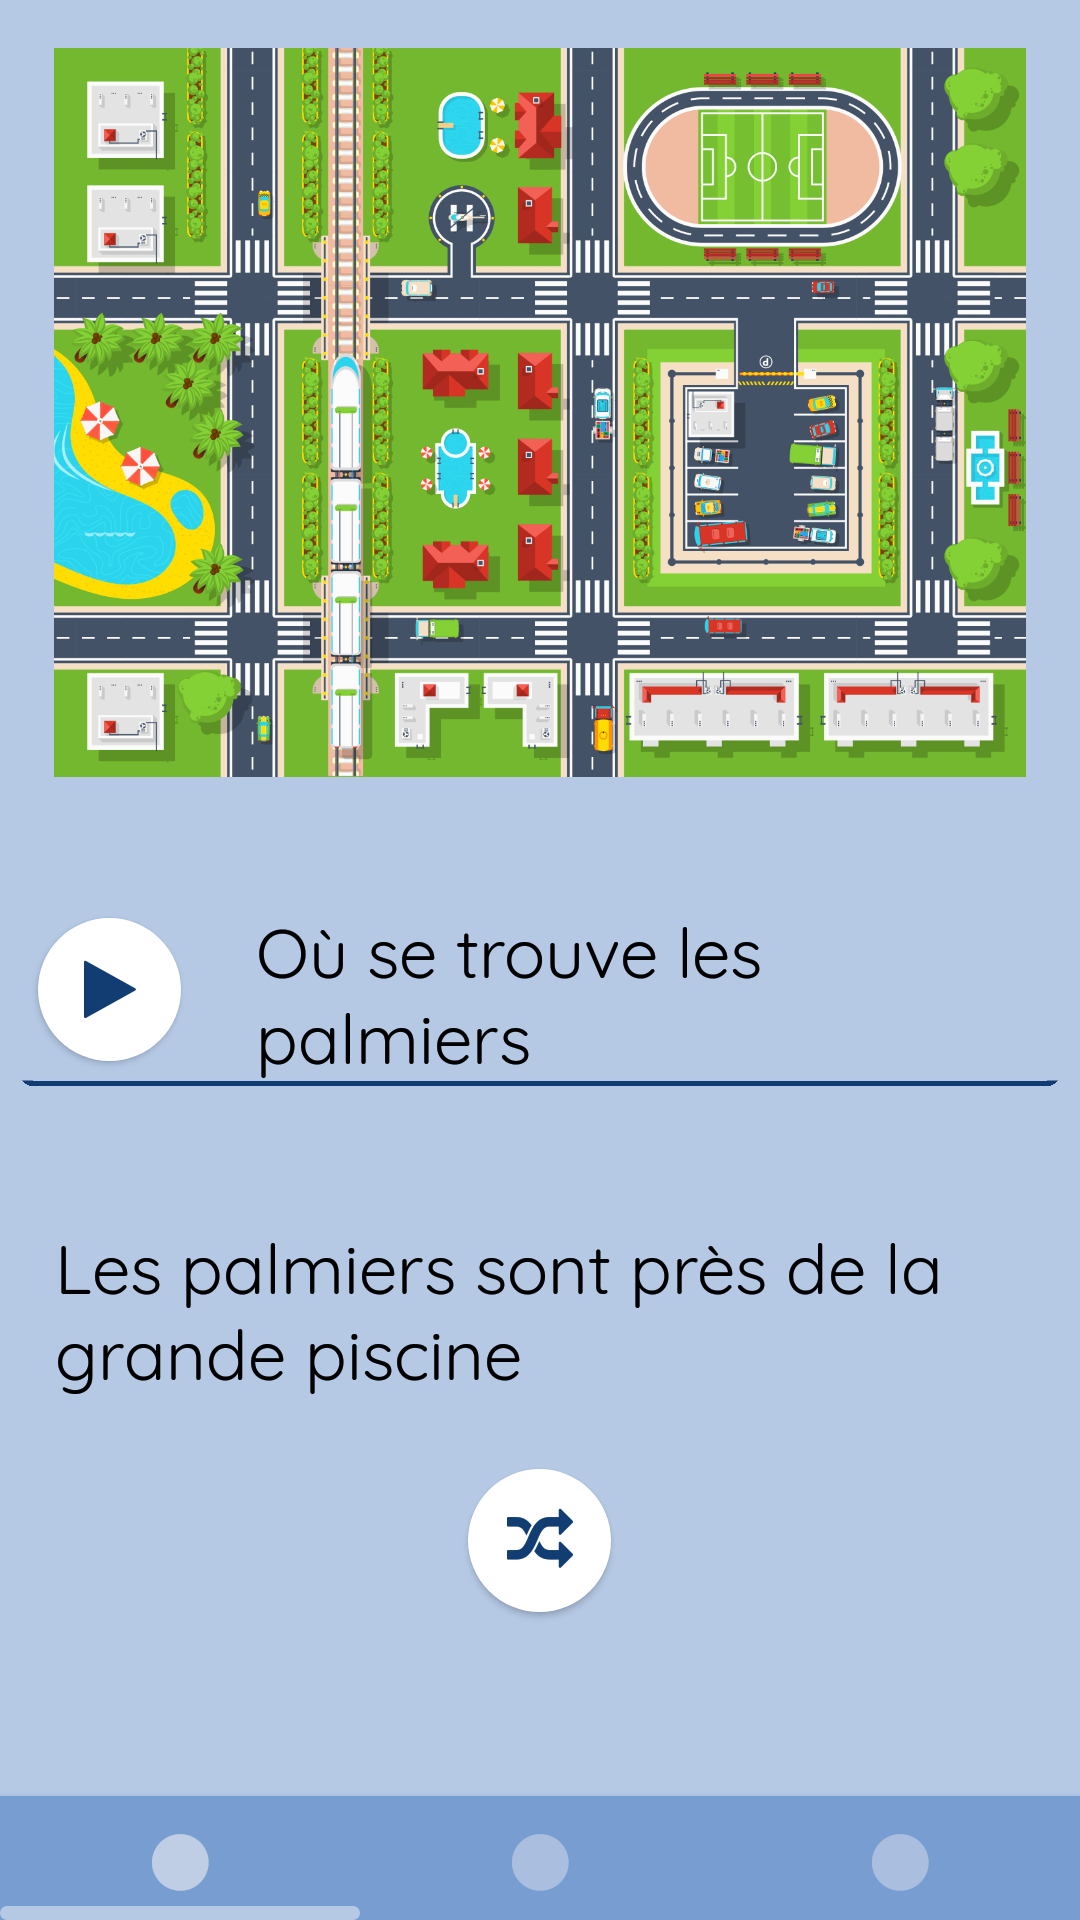 H
P
Où se trouve les
palmiers
Les palmiers sont près de la
grande piscine